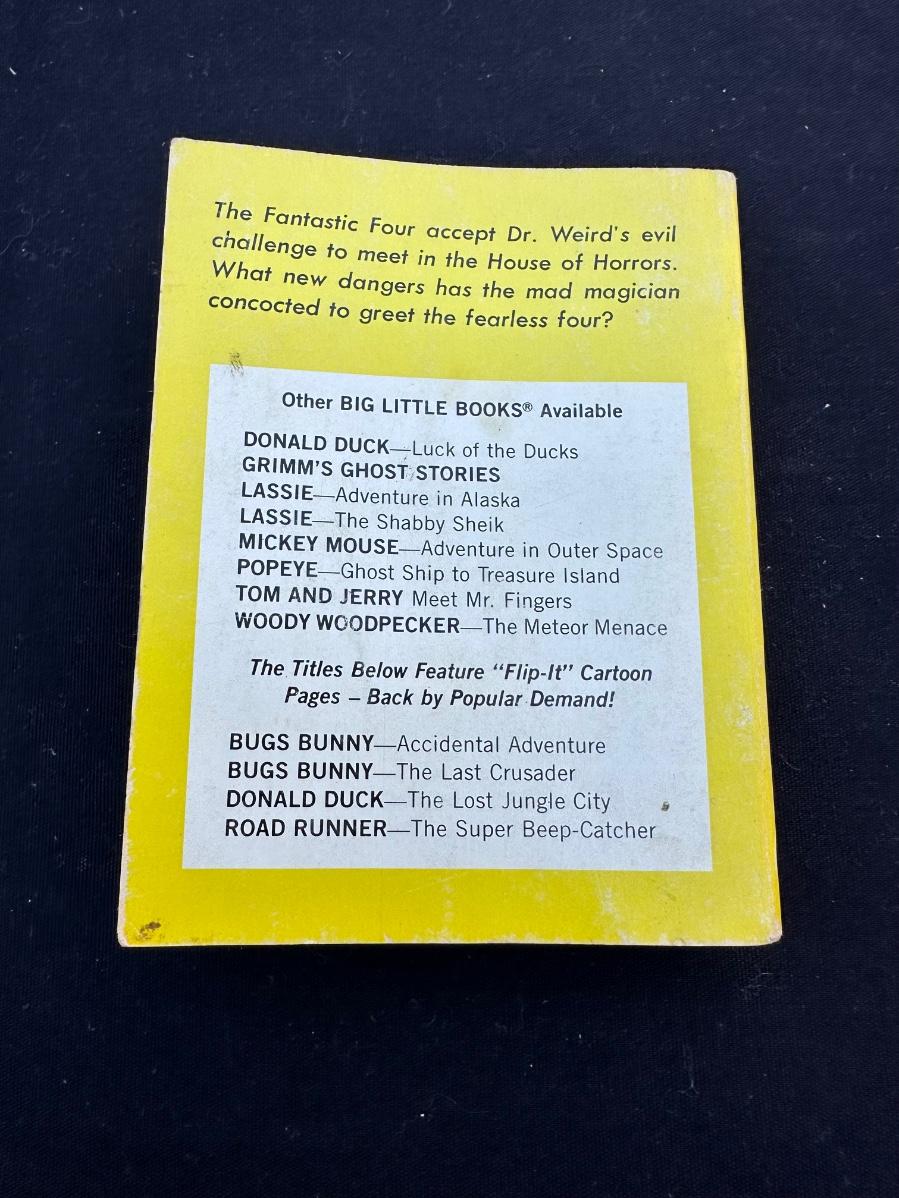 The Fantastic Four accept Dr. Weird's evil
challenge to meet in the House of Horrors.
What new dangers has the mad magician
concocted to greet the fearless four?
Other BIG LITTLE BOOKS® Available
DONALD DUCK—Luck of the Ducks
GRIMM'S GHOST STORIES
LASSIE—Adventure in Alaska
LASSIE—The Shabby Sheik
MICKEY MOUSE—Adventure in Outer Space
POPEYE—Ghost Ship to Treasure Island
TOM AND JERRY Meet Mr. Fingers
WOODY WOODPECKER—The Meteor Menace
The Titles Below Feature “Flip-It” Cartoon
Pages – Back by Popular Demand!
BUGS BUNNY—Accidental Adventure
BUGS BUNNY—The Last Crusader
DONALD DUCK—The Lost Jungle City
ROAD RUNNER—The Super Beep-Catcher